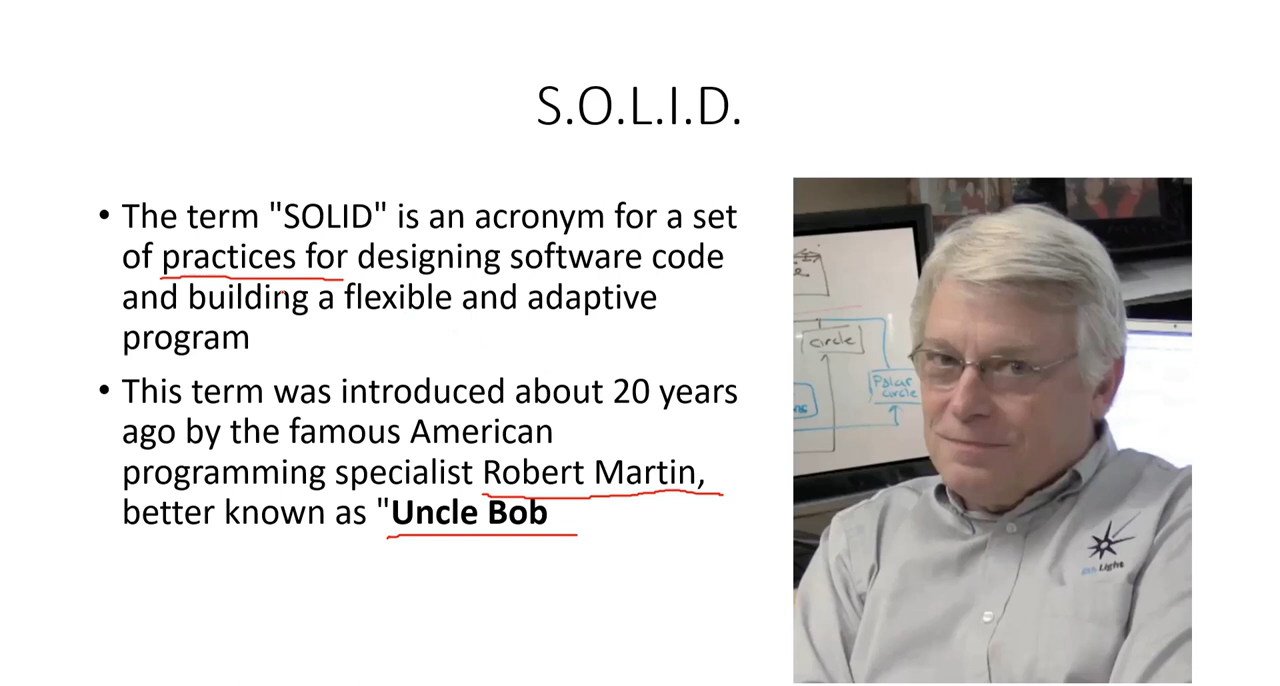 S.O.L.I.D.
• The term "SOLID" is an acronym for a set
of practices for designing software code
and building a flexible and adaptive
program
• This term was introduced about 20 years
ago by the famous American
programming specialist Robert Martin,
better known as "Uncle Bob
circle
Polar
circle
Light